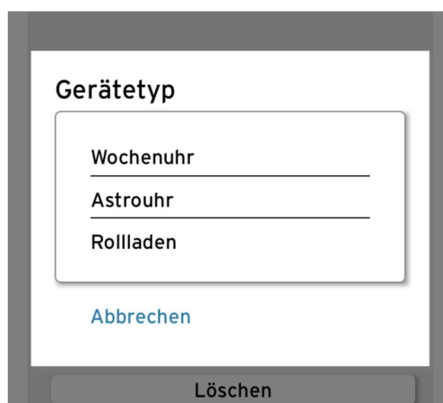 Gerätetyp
Wochenuhr
Astrouhr
Rollladen
Abbrechen
Löschen